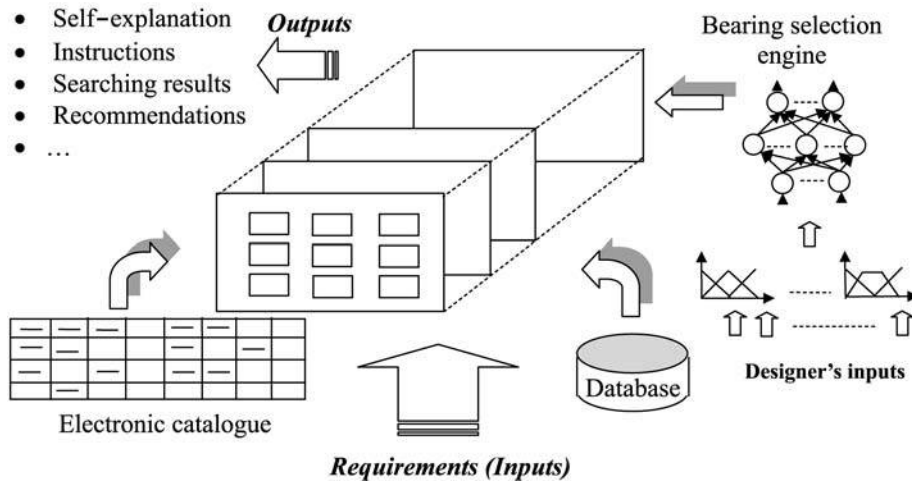 • Self-explanation
• Instructions
• Searching results
• Recommendations
• ...
Outputs
Bearing selection
engine
Electronic catalogue
Database
Designer's inputs
Requirements (Inputs)